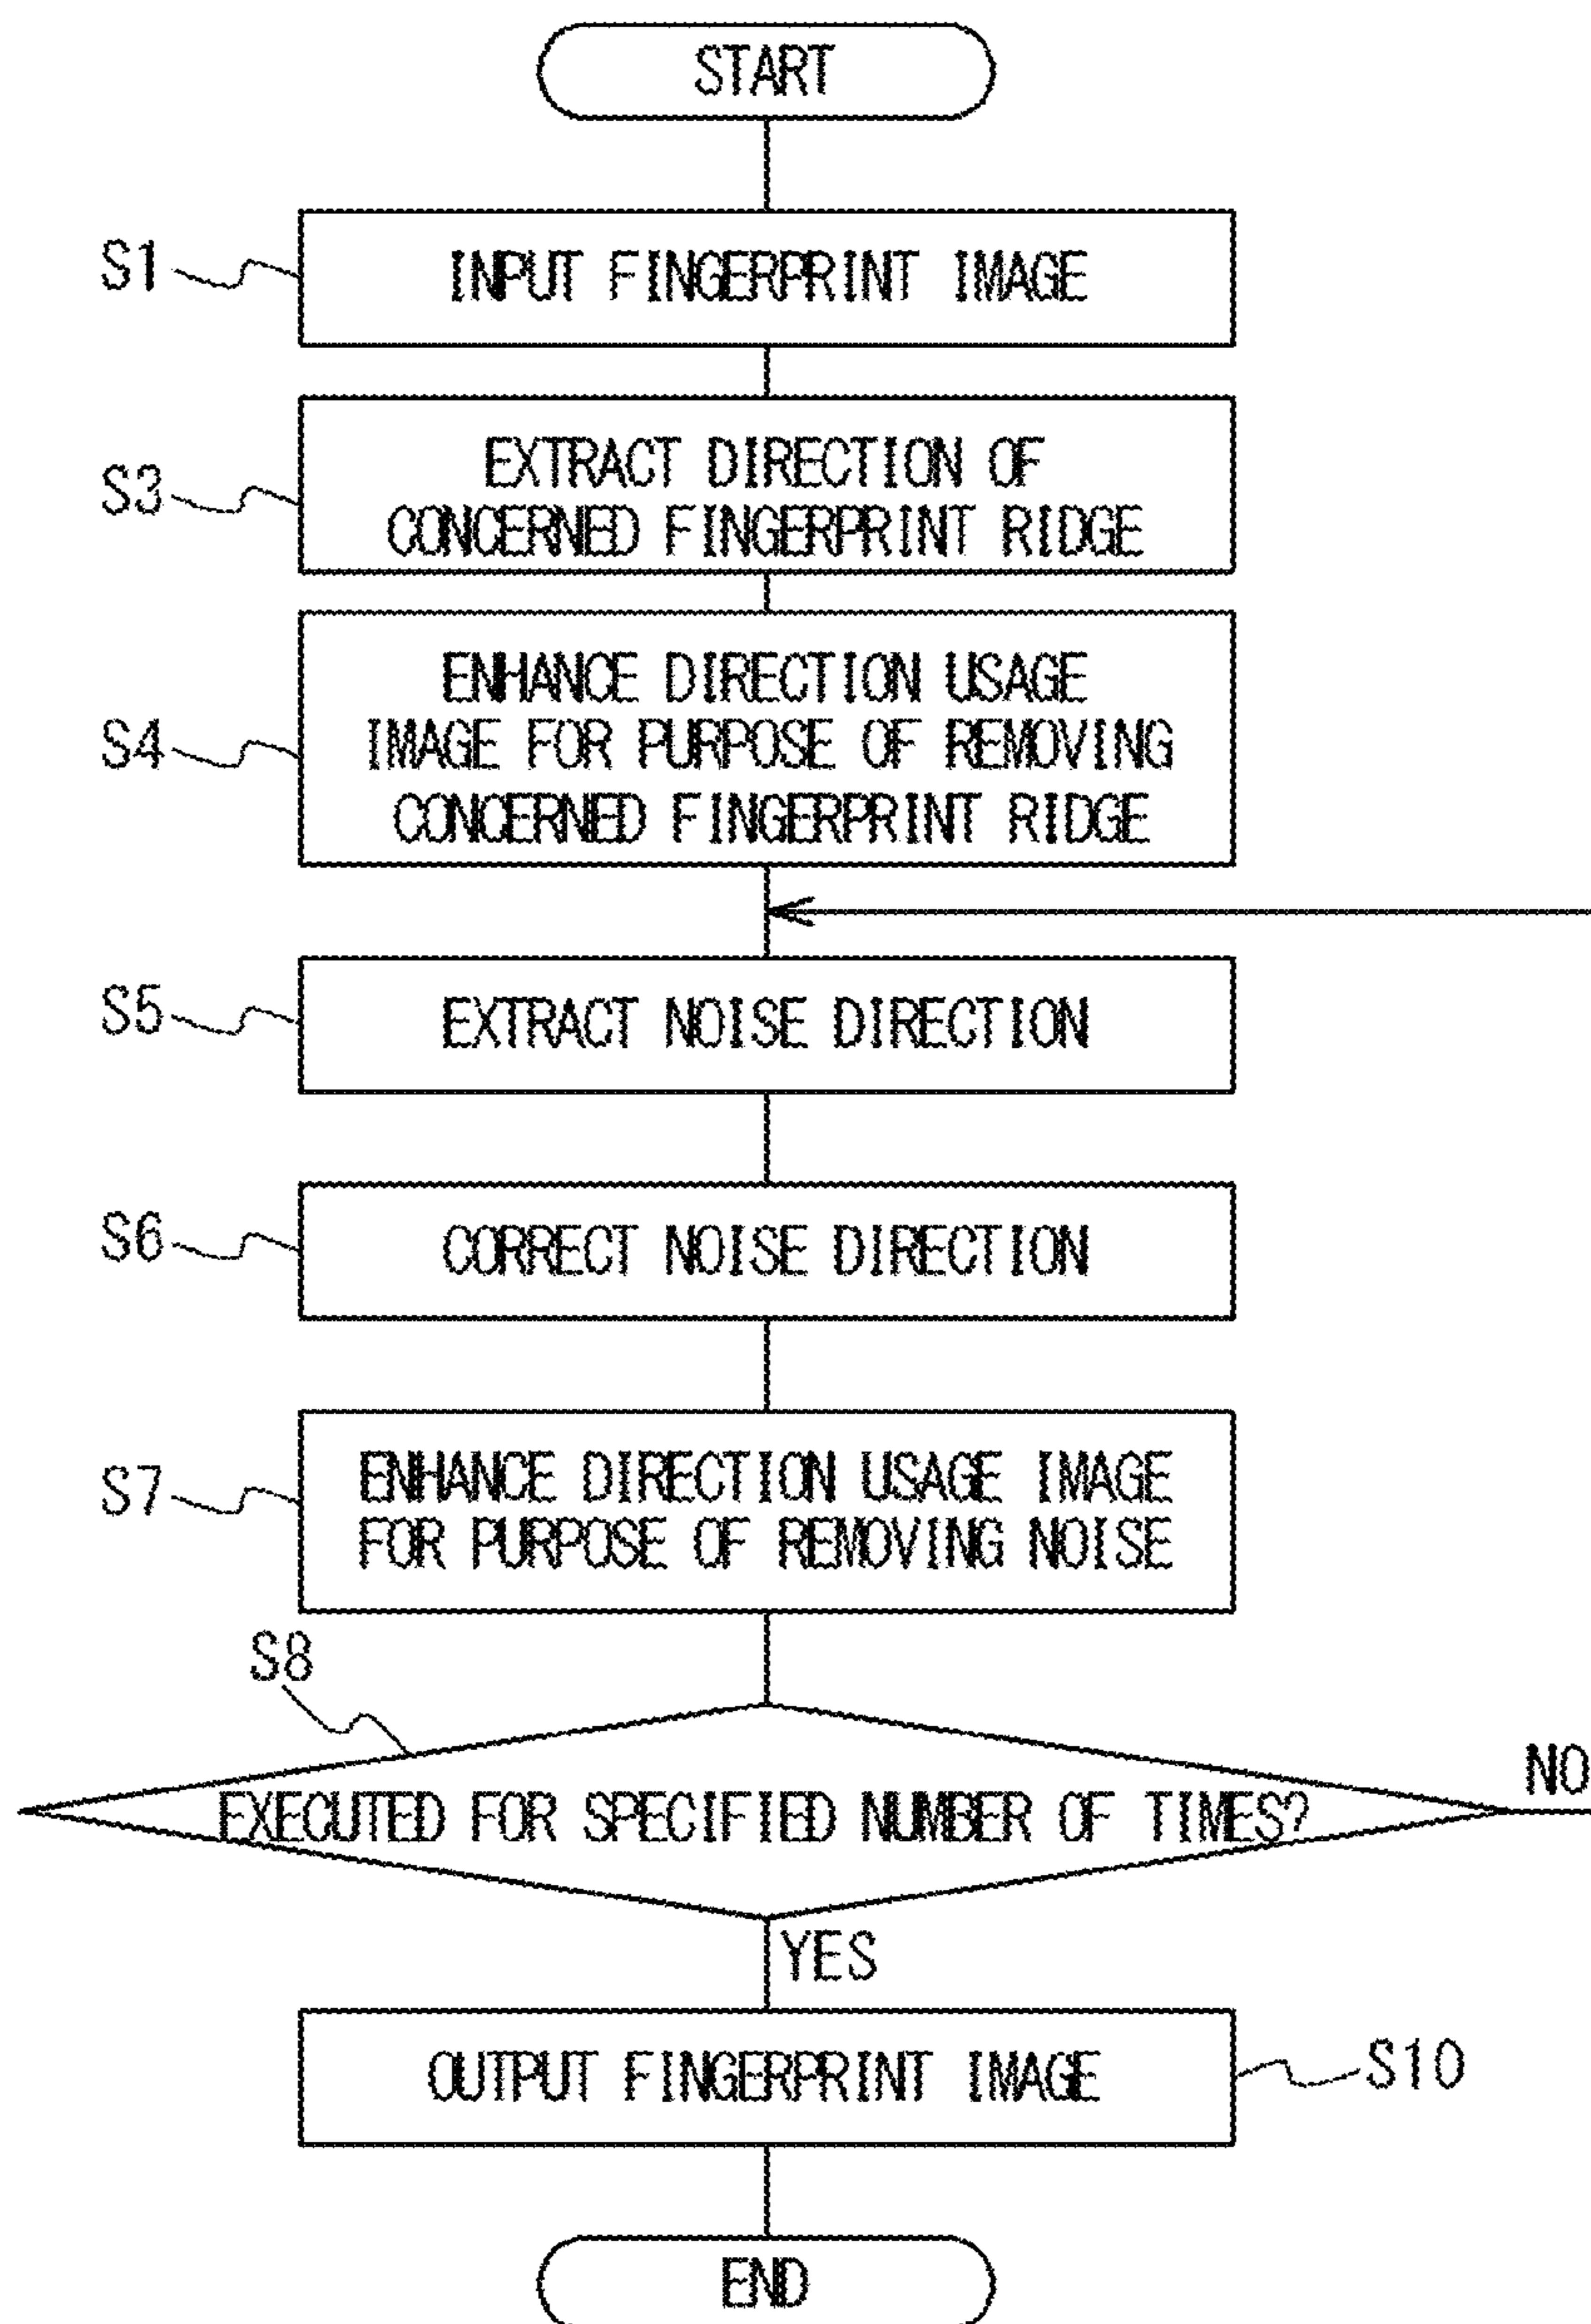 START
S1
INPUT FINGERPRINT IMAGE
S3
EXTRACT DIRECTION OF
CONCERNED FINGERPRINT RIDGE
S4
ENHANCE DIRECTION USAGE
IMAGE FOR PURPOSE OF REMOVING
CONCERNED FINGERPRINT RIDGE
S5
EXTRACT NOISE DIRECTION
S6
CORRECT NOISE DIRECTION
S7
ENHANCE DIRECTION USAGE IMAGE
FOR PURPOSE OF REMOVING NOISE
S8
EXECUTED FOR SPECIFIED NUMBER OF TIMES?
NO
YES
OUTPUT FINGERPRINT IMAGE
S10
END